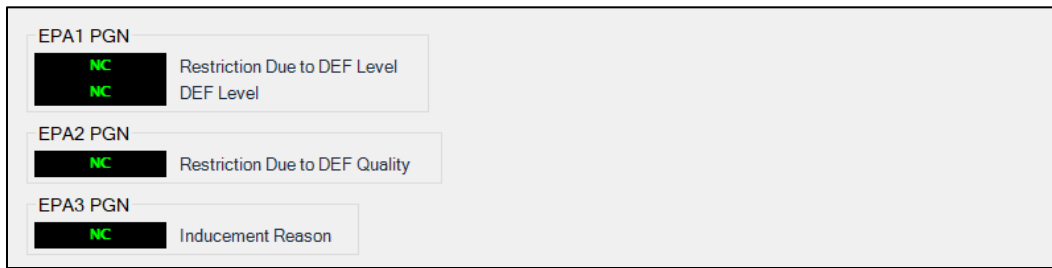 EPA1 PGN
NC Restriction Due to DEF Level
NC DEF Level
EPA2 PGN
NC Restriction Due to DEF Quality
EPA3 PGN
NC Inducement Reason